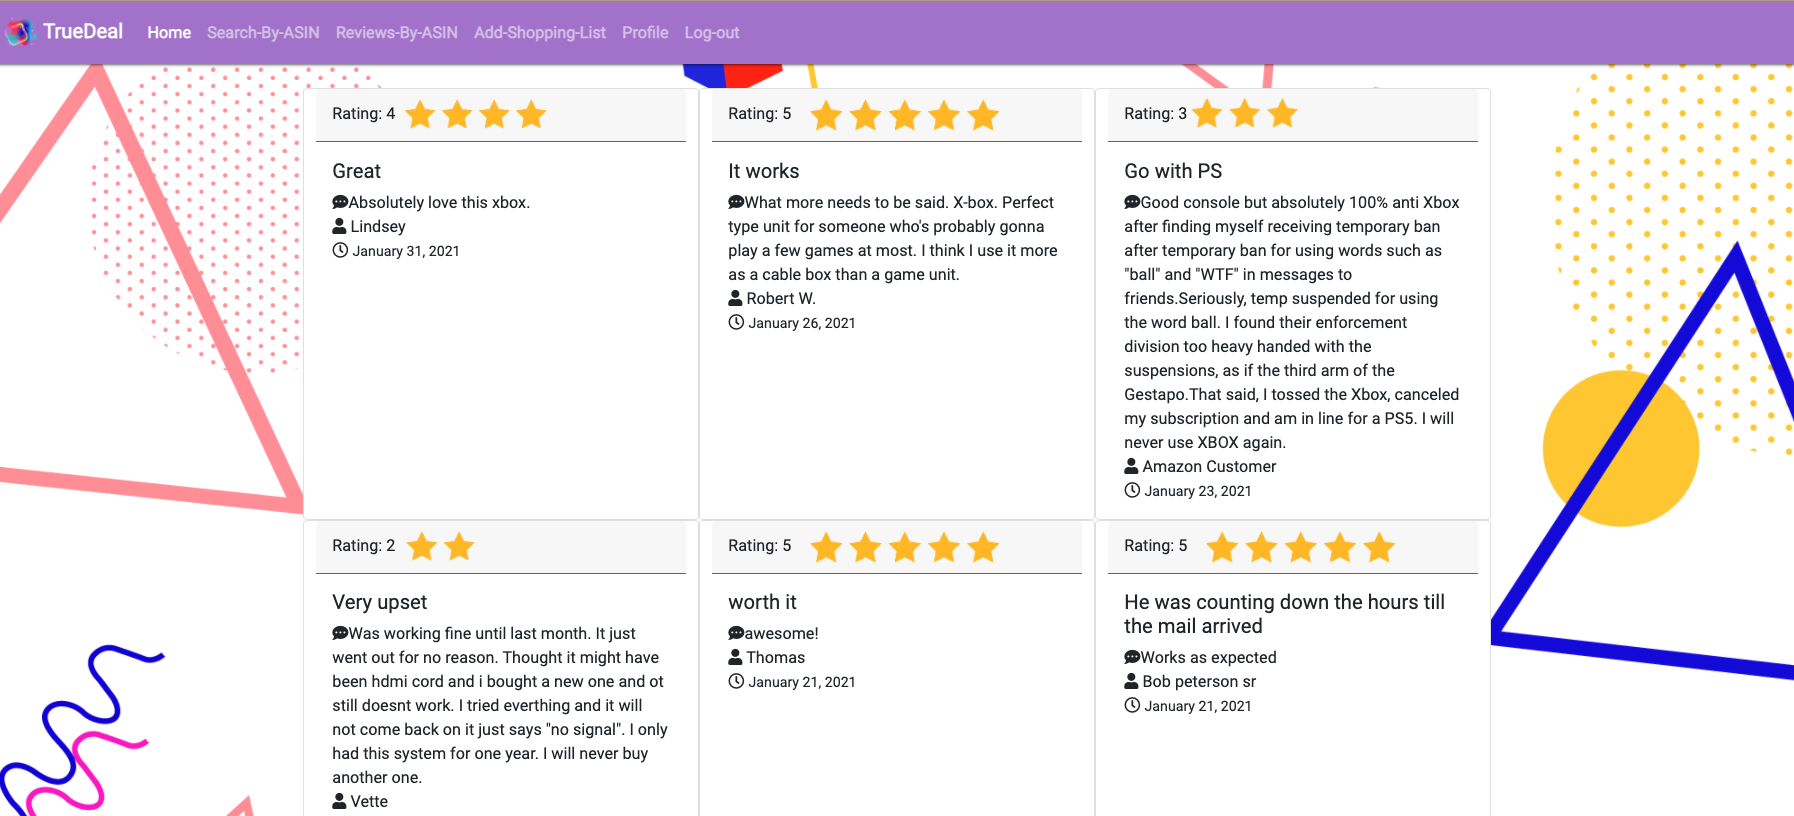 TrueDeal Home Search-By-ASIN Reviews-By-ASIN Add-Shopping-List Profile Log-out
Rating: 4
Great
Absolutely love this xbox.
Lindsey
January 31, 2021
Rating: 5
It works
What more needs to be said. X-box. Perfect
type unit for someone who's probably gonna
play a few games at most. I think I use it more
as a cable box than a game unit.
Robert W.
January 26, 2021
Rating: 3
Go with PS
Good console but absolutely 100% anti Xbox
after finding myself receiving temporary ban
after temporary ban for using words such as
"ball" and "WTF" in messages to
friends.Seriously, temp suspended for using
the word ball. I found their enforcement
division too heavy handed with the
suspensions, as if the third arm of the
Gestapo.That said, I tossed the Xbox, canceled
my subscription and am in line for a PS5. I will
never use XBOX again.
Amazon Customer
January 23, 2021
Rating: 2
Very upset
Was working fine until last month. It just
went out for no reason. Thought it might have
been hdmi cord and i bought a new one and ot
still doesnt work. I tried everthing and it will
not come back on it just says "no signal". I only
had this system for one year. I will never buy
another one.
Vette
Rating: 5
worth it
awesome!
Thomas
January 21, 2021
Rating: 5
He was counting down the hours till
the mail arrived
Works as expected
Bob peterson sr
January 21, 2021